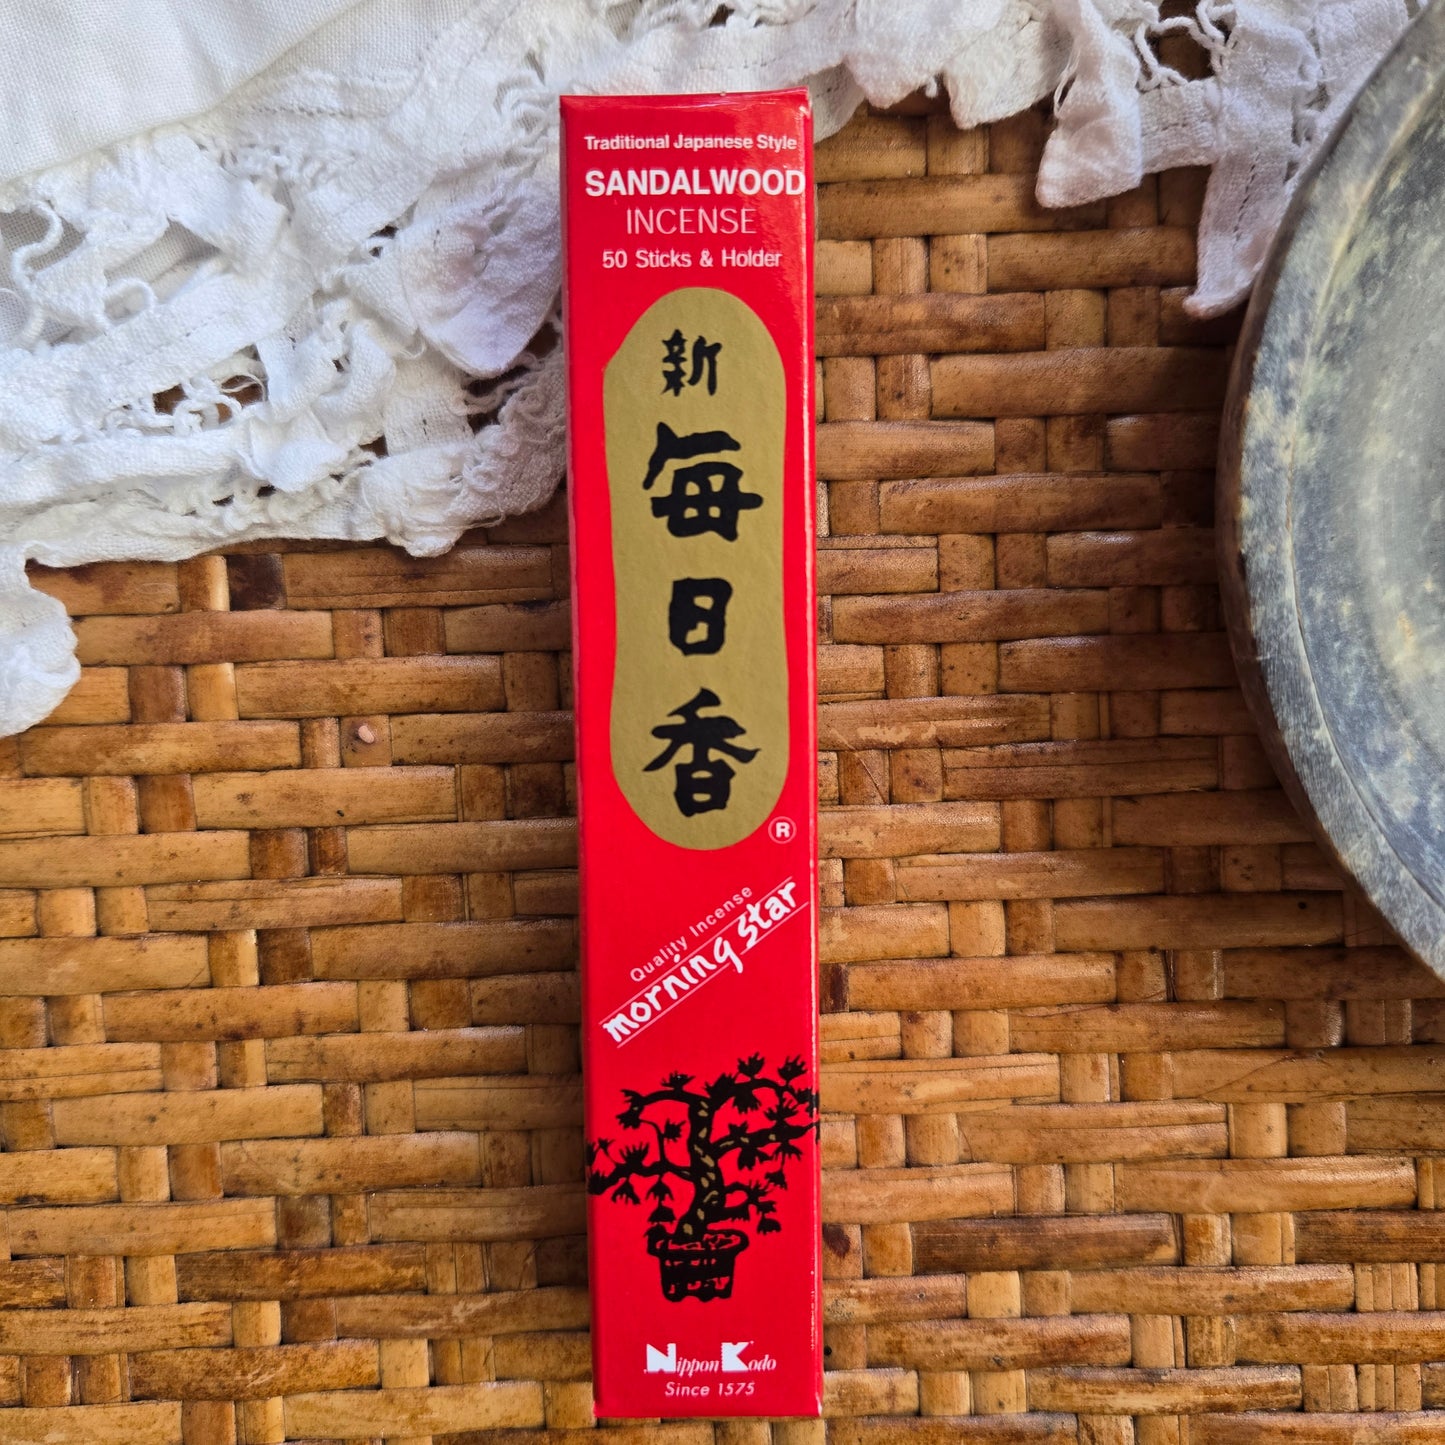 Traditional Japanese Style
SANDALWOOD
INCENSE
50 Sticks & Holder
新
毎日香
®
Quality Incense
morning star
Nippon Kodo
Since 1575